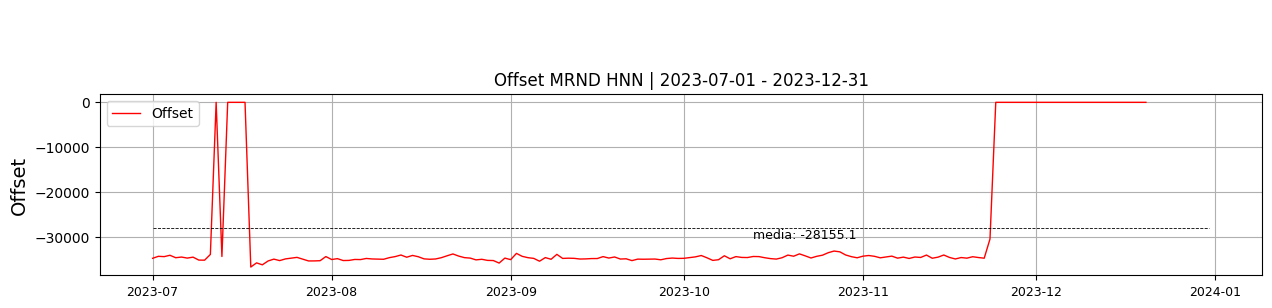 Offset MRND HNN | 2023-07-01 - 2023-12-31
Offset
0
−10000
−20000
−30000
Offset
media: -28155.1
2023-07
2023-08
2023-09
2023-10
2023-11
2023-12
2024-01